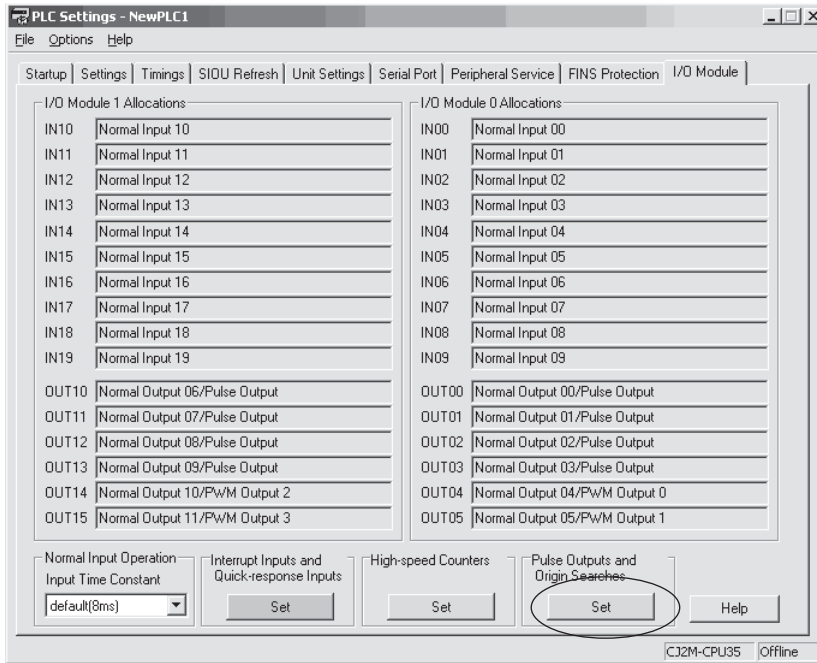 PLC Settings - NewPLC1
File Options Help
Startup Settings Timings SIOU Refresh Unit Settings Serial Port Peripheral Service FINS Protection I/O Module
I/O Module 1 Allocations
IN10 Normal Input 10
IN11 Normal Input 11
IN12 Normal Input 12
IN13 Normal Input 13
IN14 Normal Input 14
IN15 Normal Input 15
IN16 Normal Input 16
IN17 Normal Input 17
IN18 Normal Input 18
IN19 Normal Input 19
OUT10 Normal Output 06/Pulse Output
OUT11 Normal Output 07/Pulse Output
OUT12 Normal Output 08/Pulse Output
OUT13 Normal Output 09/Pulse Output
OUT14 Normal Output 10/PWM Output 2
OUT15 Normal Output 11/PWM Output 3
I/O Module 0 Allocations
IN00 Normal Input 00
IN01 Normal Input 01
IN02 Normal Input 02
IN03 Normal Input 03
IN04 Normal Input 04
IN05 Normal Input 05
IN06 Normal Input 06
IN07 Normal Input 07
IN08 Normal Input 08
IN09 Normal Input 09
OUT00 Normal Output 00/Pulse Output
OUT01 Normal Output 01/Pulse Output
OUT02 Normal Output 02/Pulse Output
OUT03 Normal Output 03/Pulse Output
OUT04 Normal Output 04/PWM Output 0
OUT05 Normal Output 05/PWM Output 1
Normal Input Operation
Input Time Constant
default(8ms)
Interrupt Inputs and
Quick-response Inputs
Set
High-speed Counters
Set
Pulse Outputs and
Origin Searches
Set
Help
CJ2M-CPU35 Offline